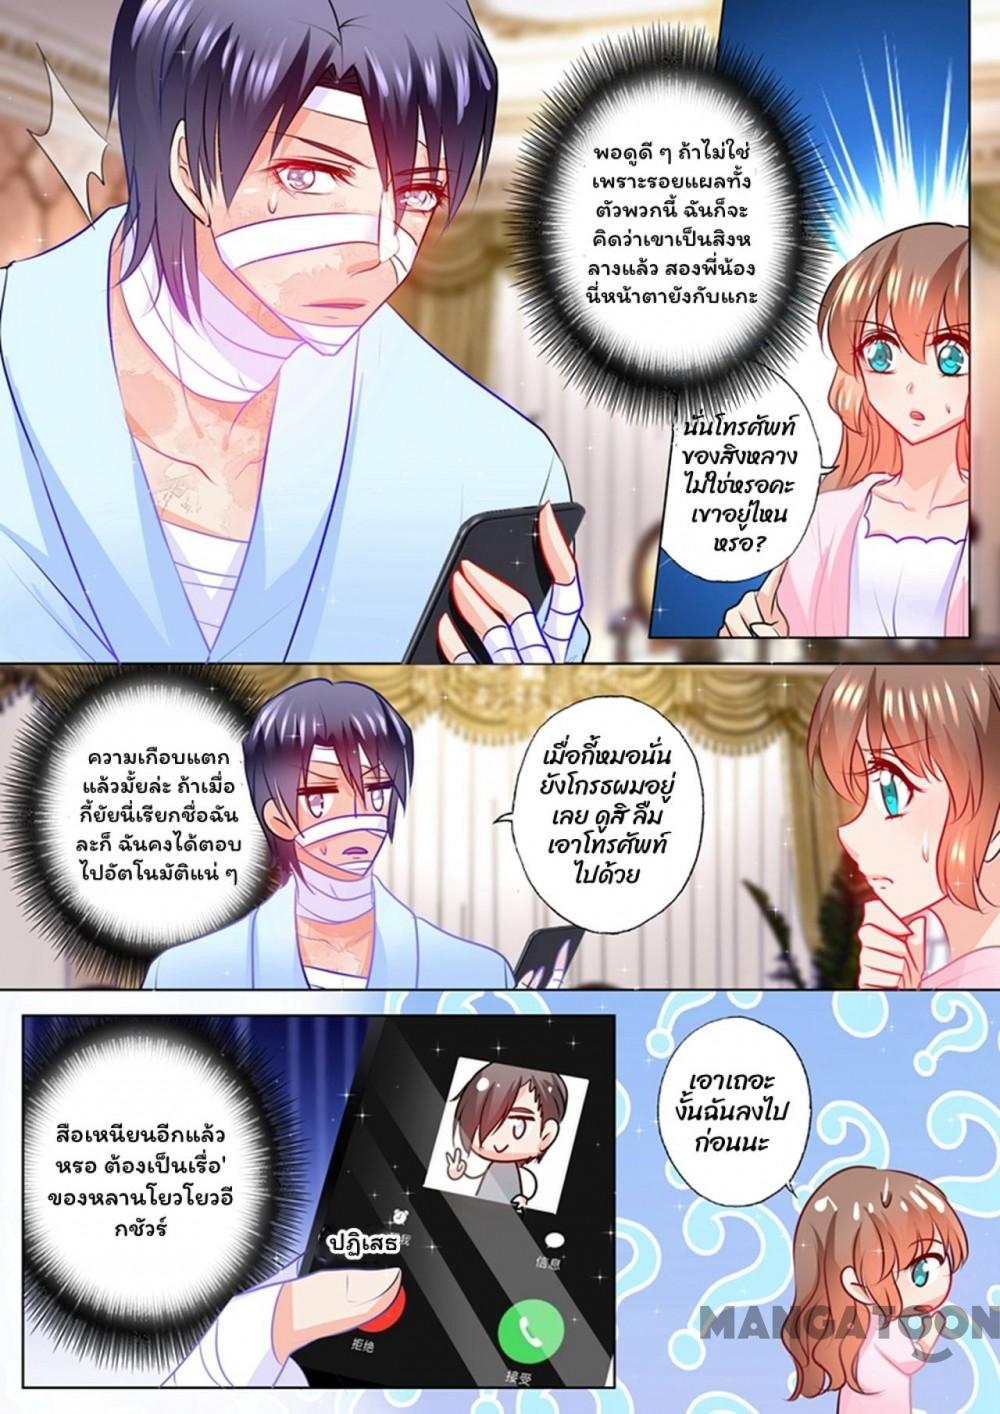 พอดูดี ๆ ถ้าไม่ใช่
เพราะรอยแผลทั้ง
ตัวพวกนี้ ฉันก็จะ
คิดว่าเขาเป็นสิงห
ลางแล้ว สองพี่น้อง
นี่หน้าตายังกับแกะ
นั่นโทรศัพท์
ของสิงหลาง
ไม่ใช่หรอคะ
เขาอยู่ไหน
หรอ?
ความเกือบแตก
แล้วมั้ยล่ะ ถ้าเมื่อ
กี้ยัยนี่เรียกชื่อฉัน
ละก็ ฉันคงได้ตอบ
ไปอัตโนมัติแน่ ๆ
เมื่อกี้หมอนั่น
ยังโกรธผมอยู่
เลย ดูสิ ลืม
เอาโทรศัพท์
ไปด้วย
สือเหนียนอีกแล้ว
หรอ ต้องเป็นเรื่อ'
ของหลานโยวโยวอี
กชัวร์
ปฏิเสธ
信息
拒绝
接受
เอาเถอะ
งั้นฉันลงไป
ก่อนนะ
MANGATOON